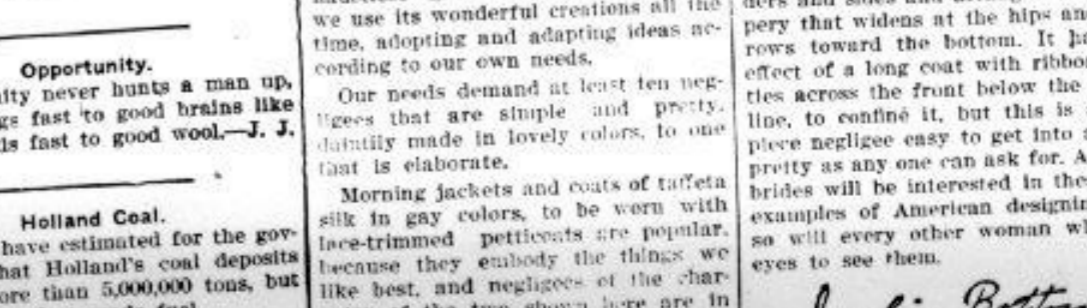 Opportunity.
ity never hunts a man up,
gs fast to good brains like
ds fast to good wool.—J. J.
Holland Coal.
have estimated for the gov-
hat Holland's coal deposits
ore than 5,000,000 tons, but
we use its wonderful creations all the
time, adopting and adapting ideas ac-
cording to our own needs.
Our needs demand at least ten neg-
ligees that are simple and pretty,
daintily made in lovely colors, to one
that is elaborate.
Morning jackets and coats of taffeta
silk in gay colors, to be worn with
lace-trimmed petticoats are popular,
because they embody the things we
like best, and negligees of the char-
shown here are in
pery that widens at the hips an
rows toward the bottom. It ha
effect of a long coat with ribbo
ties across the front below the
line, to confine it, but this is
piece negligee easy to get into
pretty as any one can ask for. A
brides will be interested in the
examples of American designin
so will every other woman w
eyes to see them.